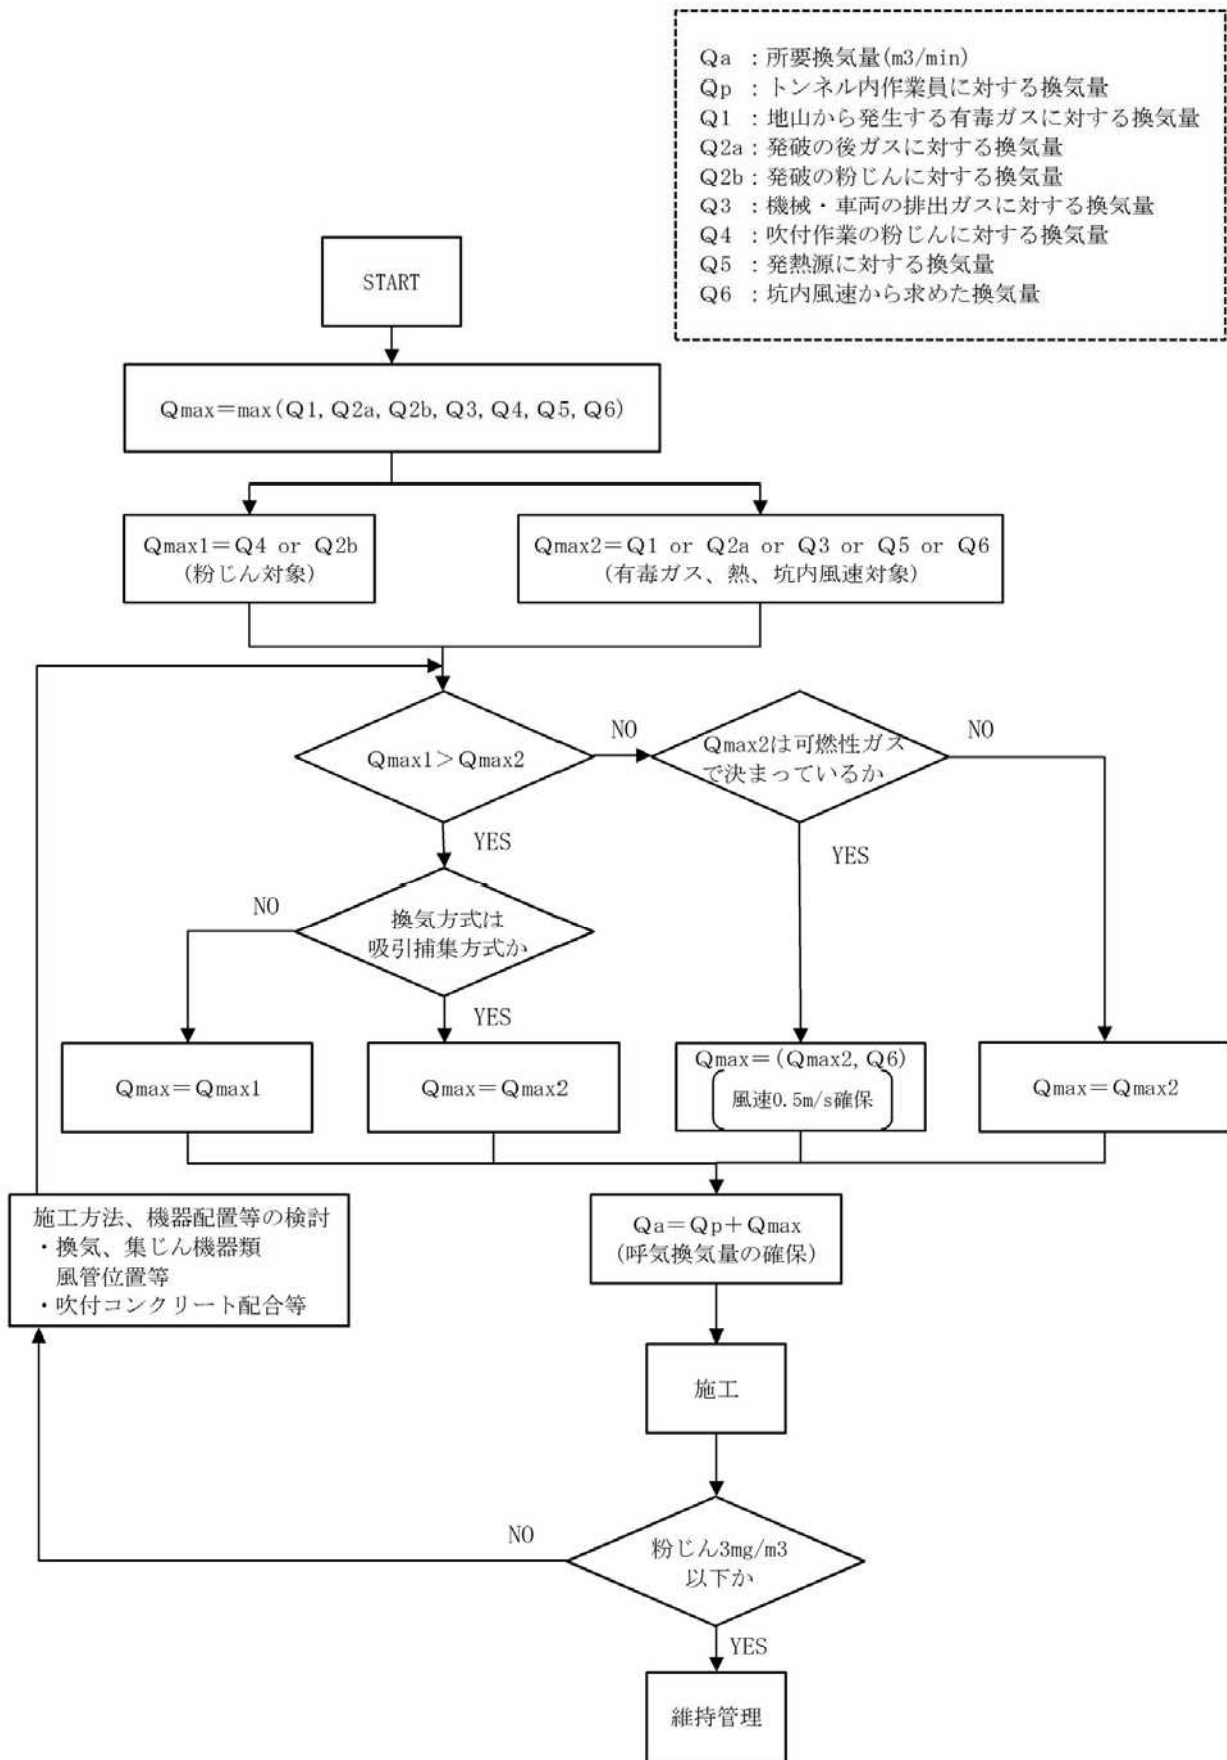 Qa :所要換気量(m3/min)
Qp :トンネル内作業員に対する換気量
Q1 :地山から発生する有毒ガスに対する換気量
Q2a:発破の後ガスに対する換気量
Q2b:発破の粉じんに対する換気量
Q3 :機械・車両の排出ガスに対する換気量
Q4 :吹付作業の粉じんに対する換気量
Q5 :発熱源に対する換気量
Q6 :坑内風速から求めた換気量
START
Qmax=max(Q1, Q2a, Q2b, Q3, Q4, Q5, Q6)
Qmax1=Q4 or Q2b
(粉じん対象)
Qmax2=Q1 or Q2a or Q3 or Q5 or Q6
(有毒ガス、熱、坑内風速対象)
Qmax1>Qmax2
NO
Qmax2は可燃性ガス
で決まっているか
NO
YES
YES
換気方式は
吸引捕集方式か
NO
YES
Qmax=Qmax1
Qmax=Qmax2
Qmax=(Qmax2, Q6)
風速0.5m/s確保
Qmax=Qmax2
施工方法、機器配置等の検討
・換気、集じん機器類
風管位置等
・吹付コンクリート配合等
Qa=Qp+Qmax
(呼気換気量の確保)
施工
粉じん3mg/m3
以下か
NO
YES
維持管理